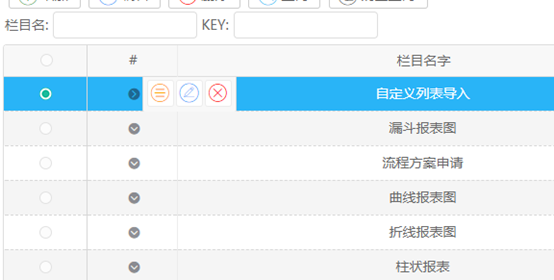 栏目名: KEY:
# 栏目名字
自定义列表导入
漏斗报表图
流程方案申请
曲线报表图
折线报表图
柱状报表